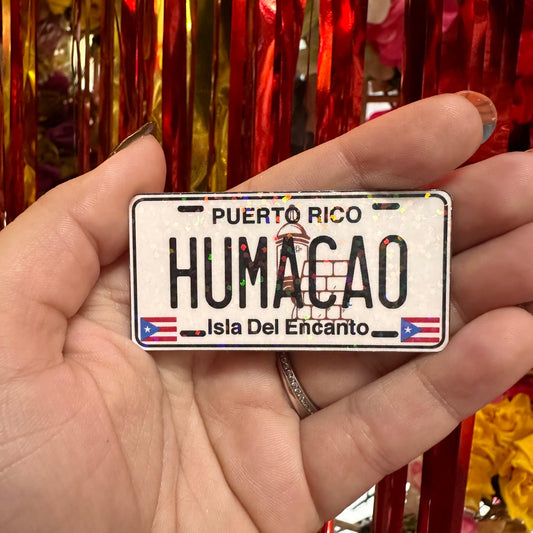 PUERTO RICO
HUMACAO
Isla Del Encanto